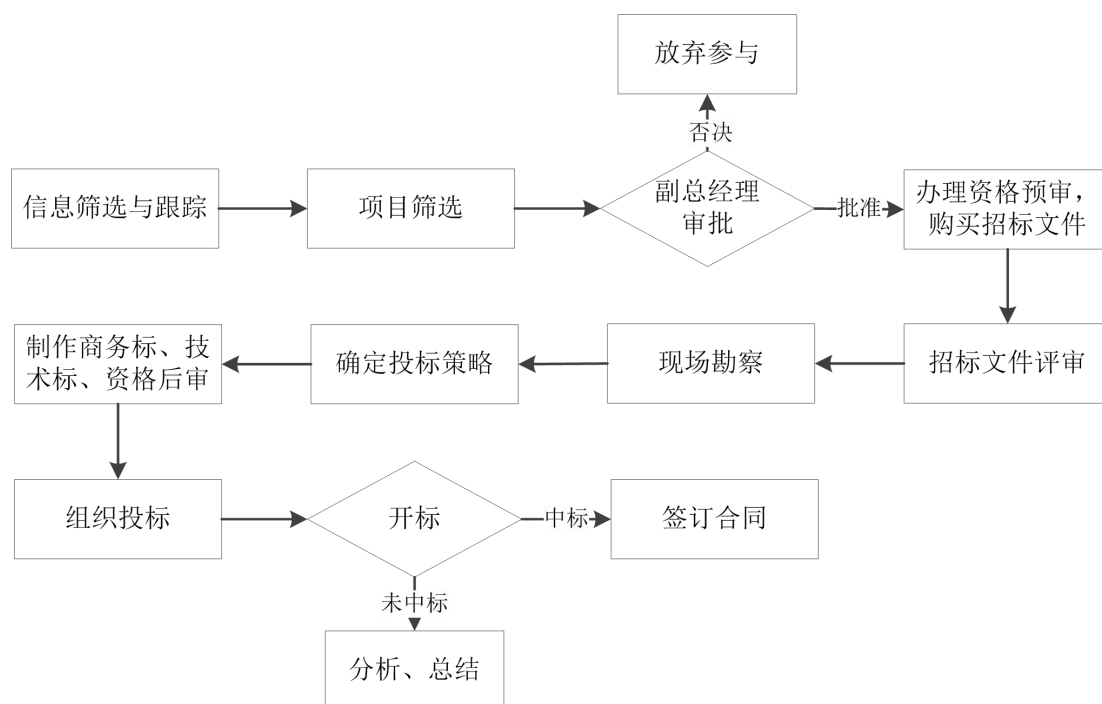 放弃参与
否决
信息筛选与跟踪
项目筛选
副总经理
审批
批准
办理资格预审，
购买招标文件
制作商务标、技
术标、资格后审
确定投标策略
现场勘察
招标文件评审
组织投标
开标
中标
签订合同
未中标
分析、总结